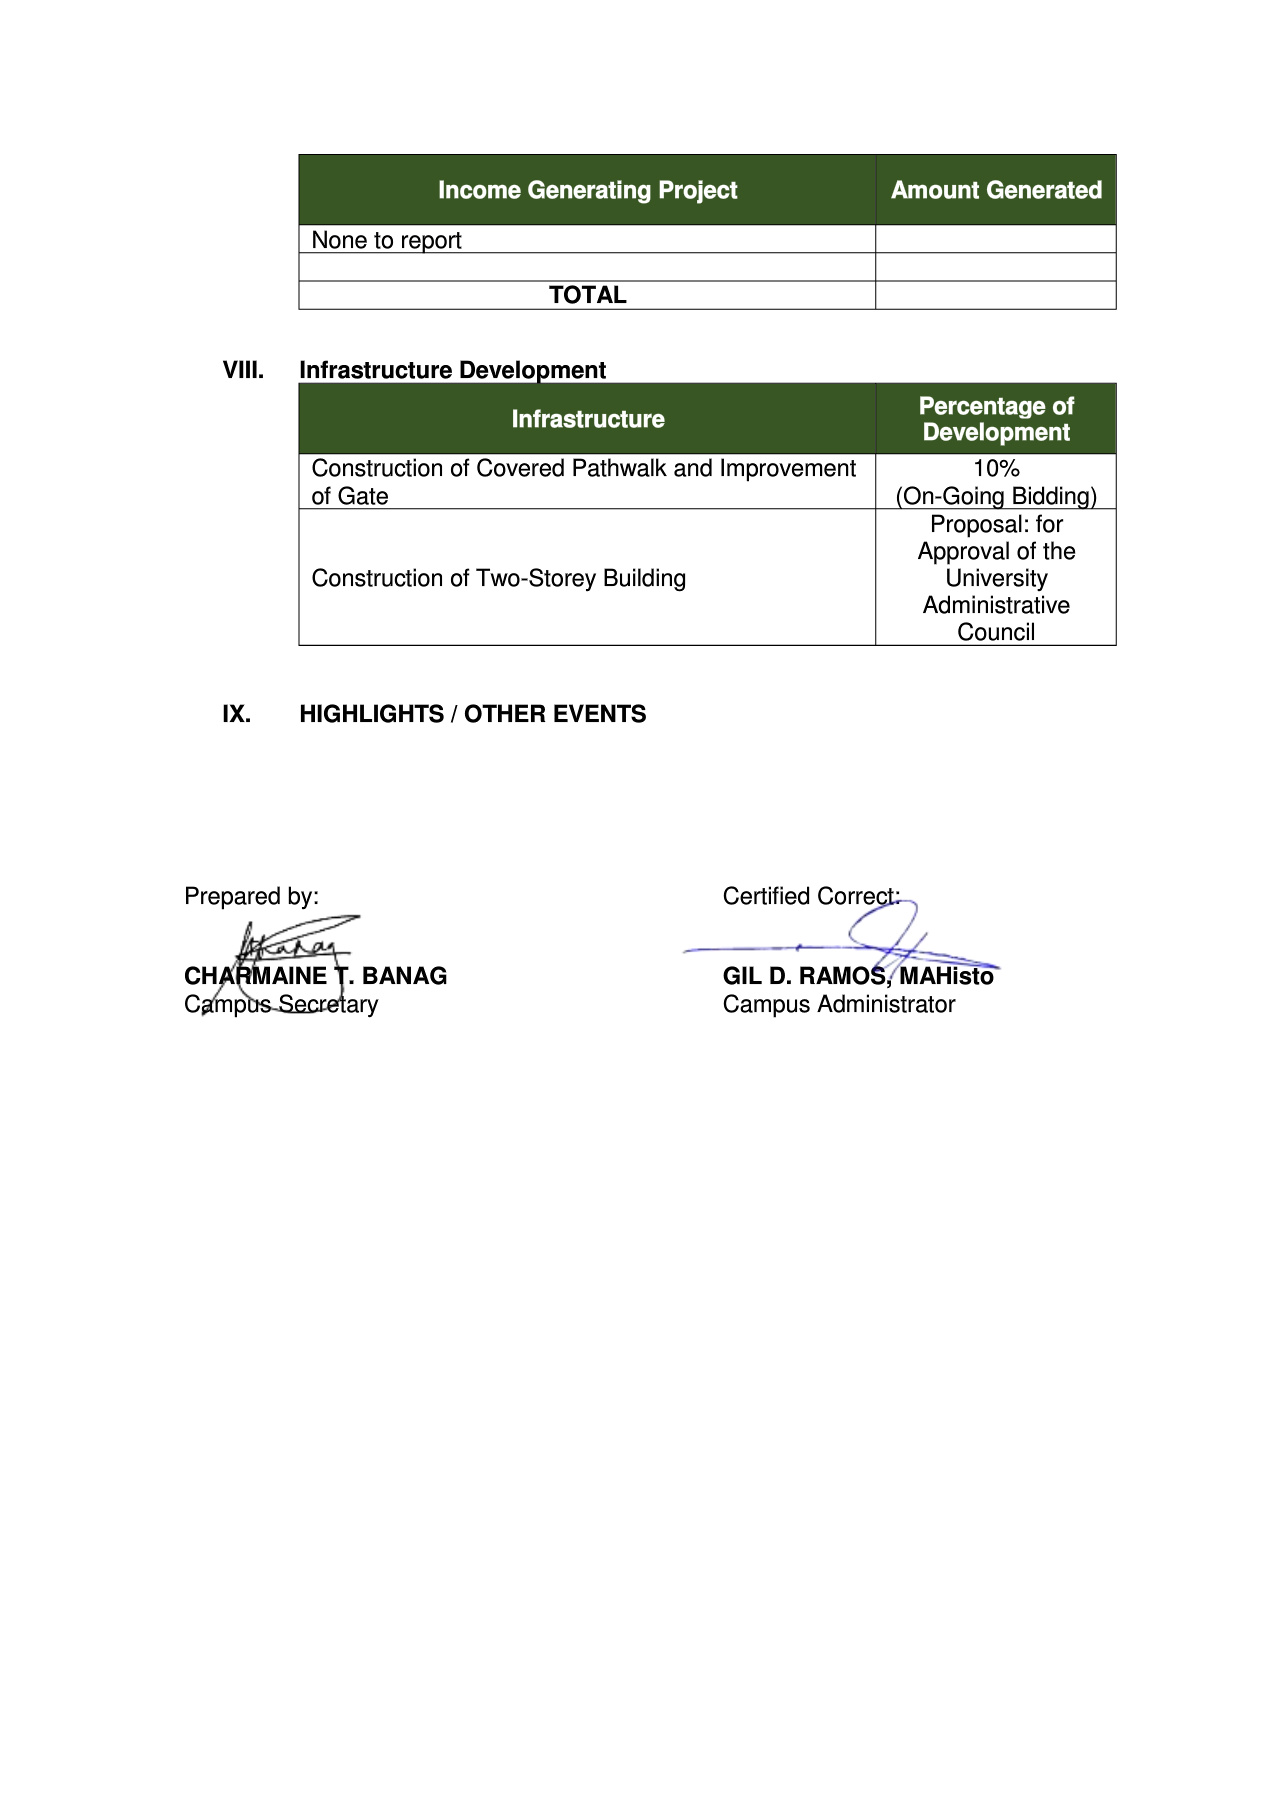 Income Generating Project Amount Generated
None to report
TOTAL
VIII. Infrastructure Development
Infrastructure Percentage of
Development
Construction of Covered Pathwalk and Improvement 10%
of Gate (On-Going Bidding)
Proposal: for
Approval of the
Construction of Two-Storey Building University
Administrative
Council
IX. HIGHLIGHTS / OTHER EVENTS
Prepared by: Certified Correct:
CHARMAINE T. BANAG GIL D. RAMOS, MAHisto
Campus Secretary Campus Administrator